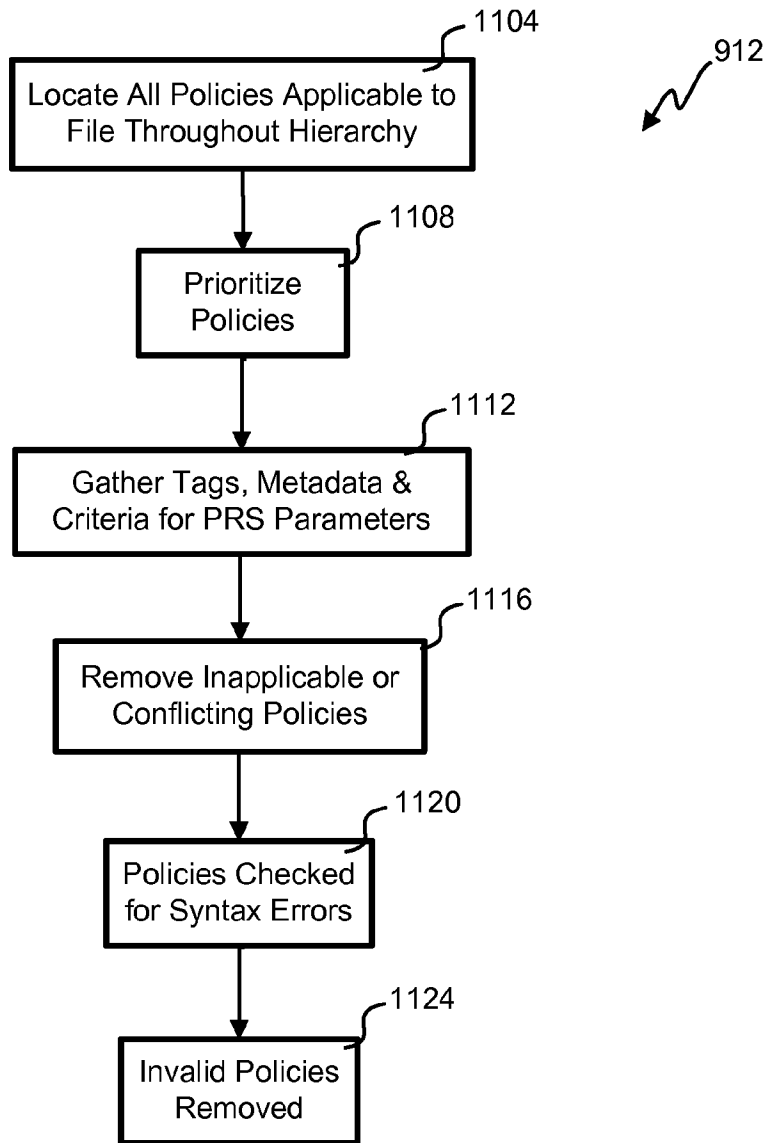 1104
912
Locate All Policies Applicable to
File Throughout Hierarchy
1108
Prioritize
Policies
1112
Gather Tags, Metadata &
Criteria for PRS Parameters
1116
Remove Inapplicable or
Conflicting Policies
1120
Policies Checked
for Syntax Errors
1124
Invalid Policies
Removed